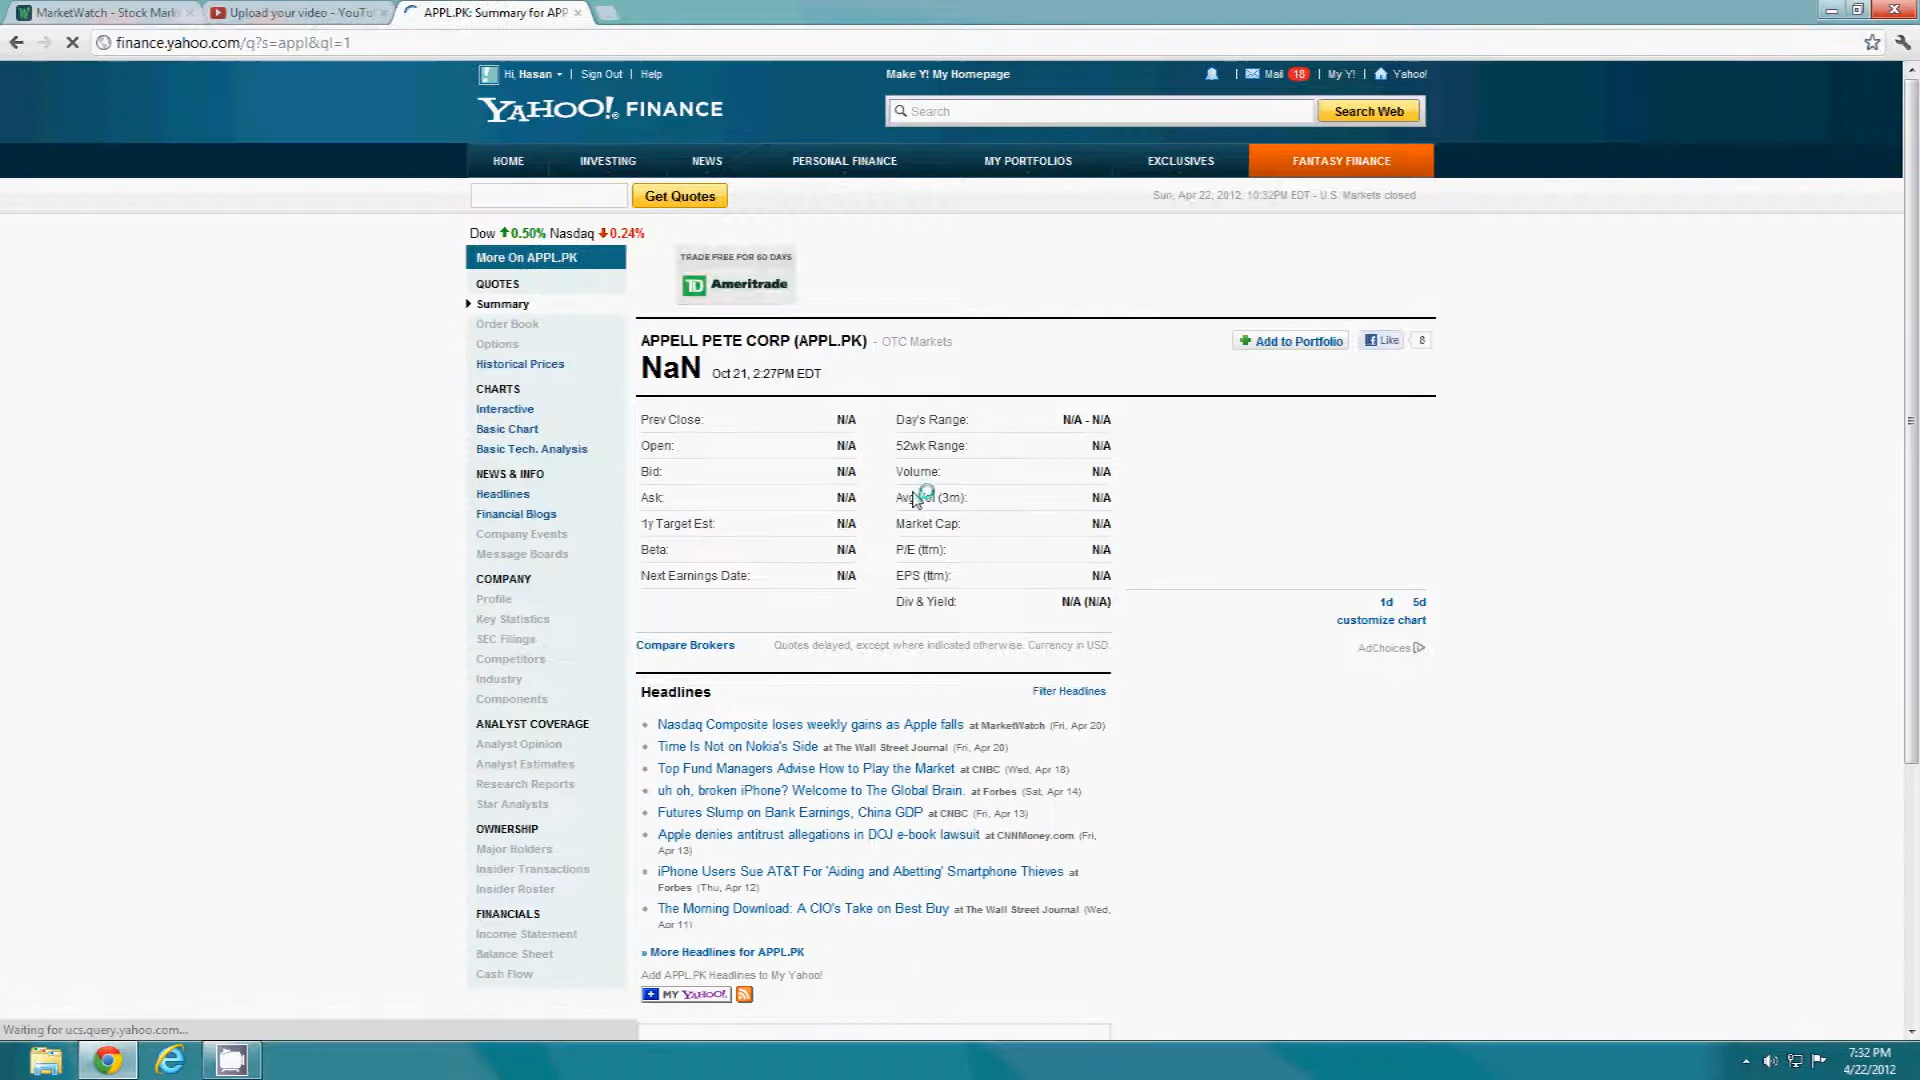 MarketWatch - Stock Mark
Upload your video - YouTu
APPL.PK: Summary for APP
finance.yahoo.com/q?s=appl&ql=1
Hi, Hasan | Sign Out | Help
Make Y! My Homepage
Mail 18 | My Y! | Yahoo!
YAHOO! FINANCE
Search
Search Web
HOME INVESTING NEWS PERSONAL FINANCE MY PORTFOLIOS EXCLUSIVES FANTASY FINANCE
Get Quotes
Sun, Apr 22, 2012, 10:32PM EDT - U.S. Markets closed
Dow 0.50% Nasdaq 0.24%
More On APPL.PK
QUOTES
Summary
Order Book
Options
Historical Prices
CHARTS
Interactive
Basic Chart
Basic Tech. Analysis
NEWS & INFO
Headlines
Financial Blogs
Company Events
Message Boards
COMPANY
Profile
Key Statistics
SEC Filings
Competitors
Industry
Components
ANALYST COVERAGE
Analyst Opinion
Analyst Estimates
Research Reports
Star Analysts
OWNERSHIP
Major Holders
Insider Transactions
Insider Roster
FINANCIALS
Income Statement
Balance Sheet
Cash Flow
TRADE FREE FOR 60 DAYS
TD Ameritrade
APPELL PETE CORP (APPL.PK) - OTC Markets
Add to Portfolio
Like 8
NaN Oct 21, 2:27PM EDT
Prev Close: N/A
Open: N/A
Bid: N/A
Ask: N/A
1y Target Est: N/A
Beta: N/A
Next Earnings Date: N/A
Day's Range: N/A - N/A
52wk Range: N/A
Volume: N/A
Avg Vol (3m): N/A
Market Cap: N/A
P/E (ttm): N/A
EPS (ttm): N/A
Div & Yield: N/A (N/A)
1d 5d
customize chart
AdChoices
Compare Brokers
Quotes delayed, except where indicated otherwise. Currency in USD.
Headlines
Filter Headlines
Nasdaq Composite loses weekly gains as Apple falls at MarketWatch (Fri, Apr 20)
Time Is Not on Nokia's Side at The Wall Street Journal (Fri, Apr 20)
Top Fund Managers Advise How to Play the Market at CNBC (Wed, Apr 18)
uh oh, broken iPhone? Welcome to The Global Brain. at Forbes (Sat, Apr 14)
Futures Slump on Bank Earnings, China GDP at CNBC (Fri, Apr 13)
Apple denies antitrust allegations in DOJ e-book lawsuit at CNNMoney.com (Fri,
Apr 13)
iPhone Users Sue AT&T For 'Aiding and Abetting' Smartphone Thieves at
Forbes (Thu, Apr 12)
The Morning Download: A CIO's Take on Best Buy at The Wall Street Journal (Wed,
Apr 11)
» More Headlines for APPL.PK
Add APPL.PK Headlines to My Yahoo!
MY YAHOO!
Waiting for ucs.query.yahoo.com...
7:32 PM
4/22/2012